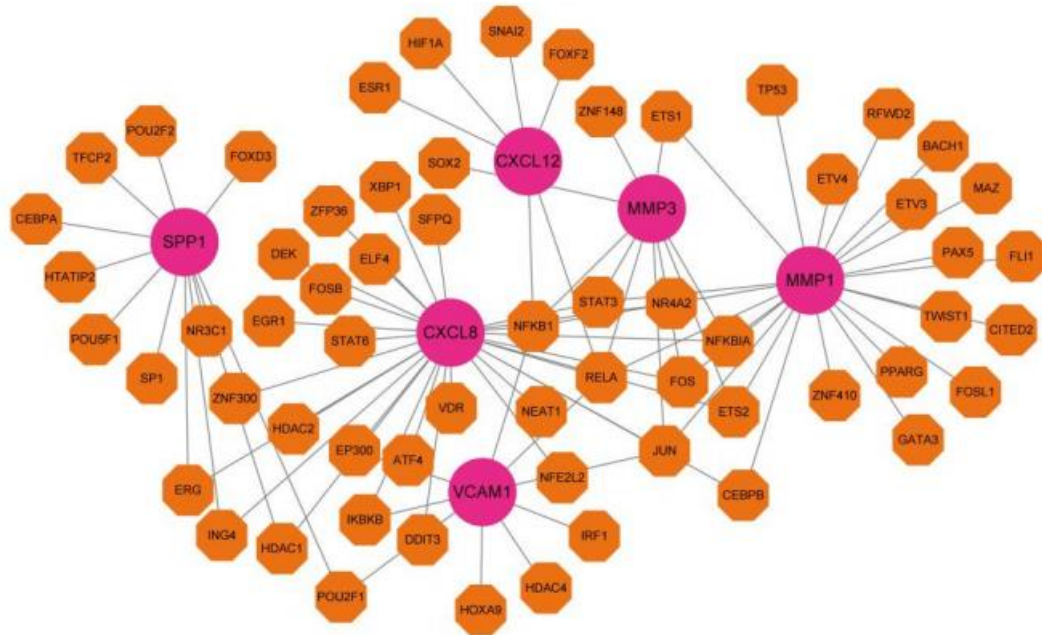 SNAI2
HIF1A
FOXF2
ESR1
TP53
ZNF148
ETS1
RFWD2
POU2F2
BACH1
TFCP2
FOXD3
SOX2
CXCL12
ETV4
MAZ
XBP1
ZFP36
SFPQ
MMP3
ETV3
CEBPA
SPP1
DEK
ELF4
PAX5
FLI1
HTATIP2
FOSB
MMP1
STAT3
NR4A2
EGR1
CXCL8
NFKB1
TWIST1
CITED2
POU5F1
NR3C1
STAT6
NFKBIA
SP1
RELA
FOS
PPARG
ZNF300
ZNF410
FOSL1
VDR
NEAT1
ETS2
HDAC2
GATA3
EP300
ATF4
JUN
ERG
NFE2L2
VCAM1
CEBPB
IKBKB
ING4
DDIT3
IRF1
HDAC1
HDAC4
POU2F1
HOXA9